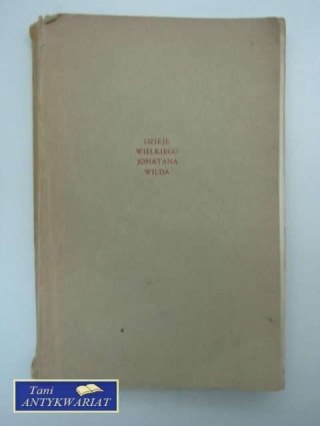 DZIEJE
WIELKIEGO
JONATANA
WILDA
Tani
ANTYKWARIAT